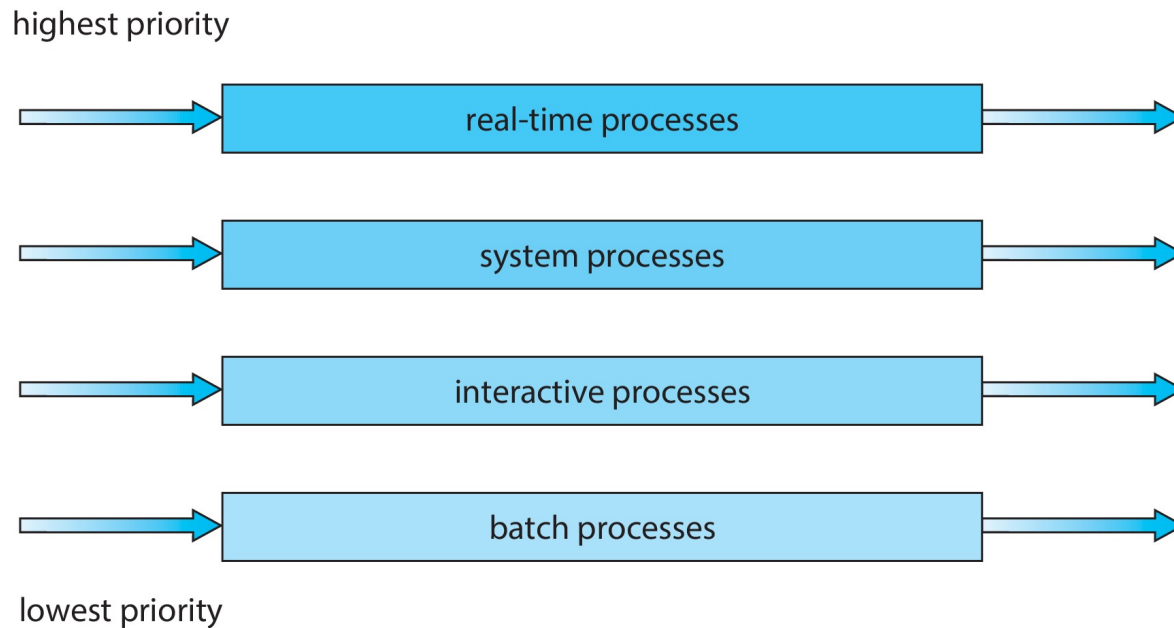 highest priority
real-time processes
system processes
interactive processes
batch processes
lowest priority